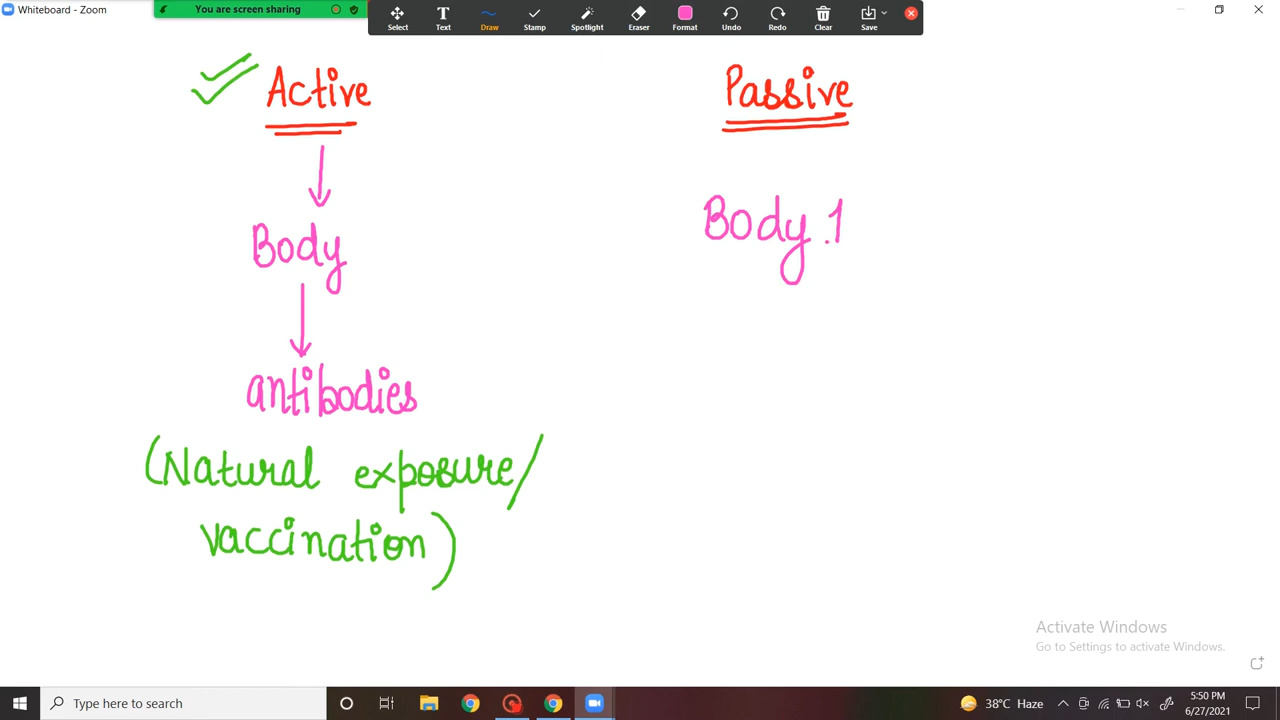 Whiteboard - Zoom
You are screen sharing
Select
Text
Draw
Stamp
Spotlight
Eraser
Format
Undo
Redo
Clear
Save
Active
Passive
Body
Body 1
antibodies
(Natural exposure/
vaccination)
Activate Windows
Go to Settings to activate Windows.
Type here to search
38°C Haze
5:50 PM
6/27/2021